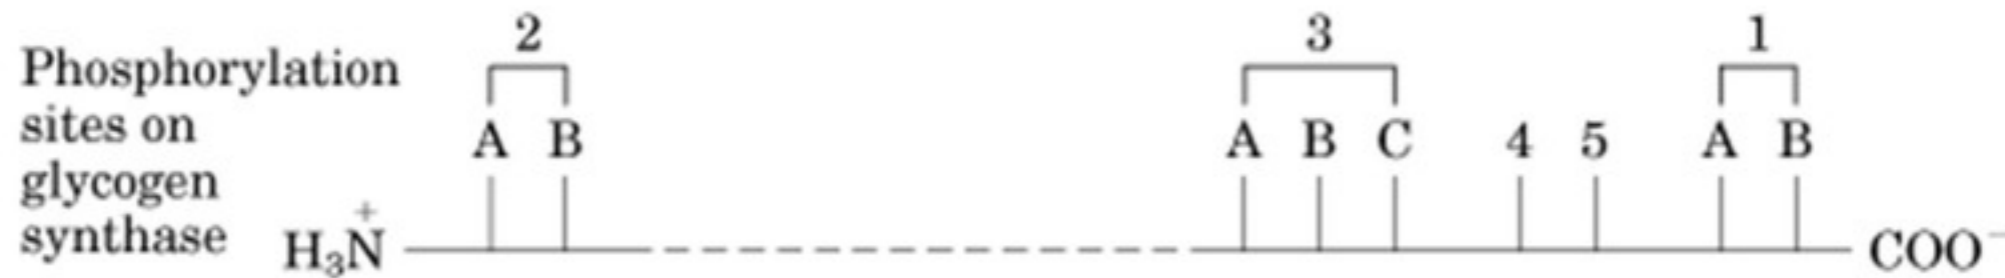 2 3 1
Phosphorylation
sites on
A B A B C 4 5 A B
glycogen
synthase
H₃N⁺ COO⁻